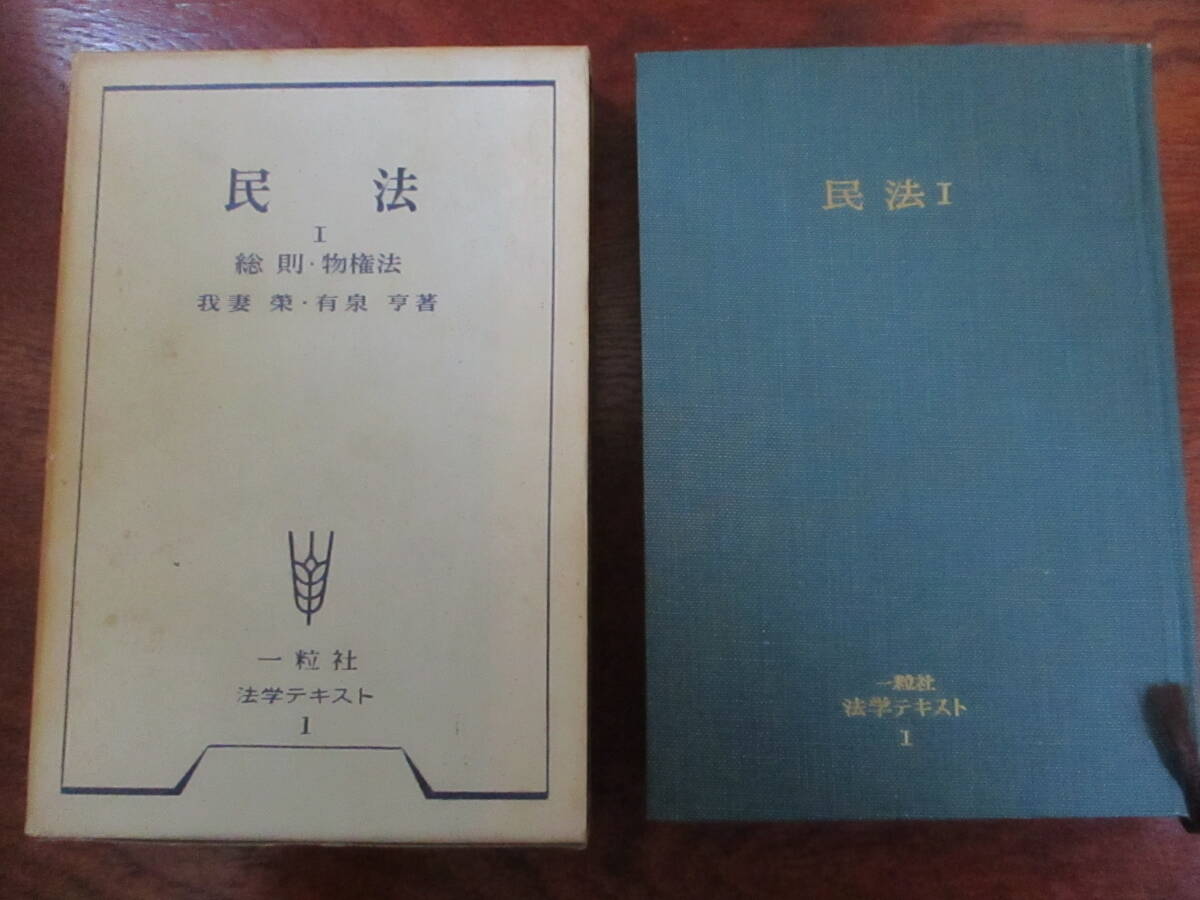 民 法
I
総 則・物権法
我妻 榮・有泉 亨著
一粒社
法学テキスト
1
民法 I
一粒社
法学テキスト
1